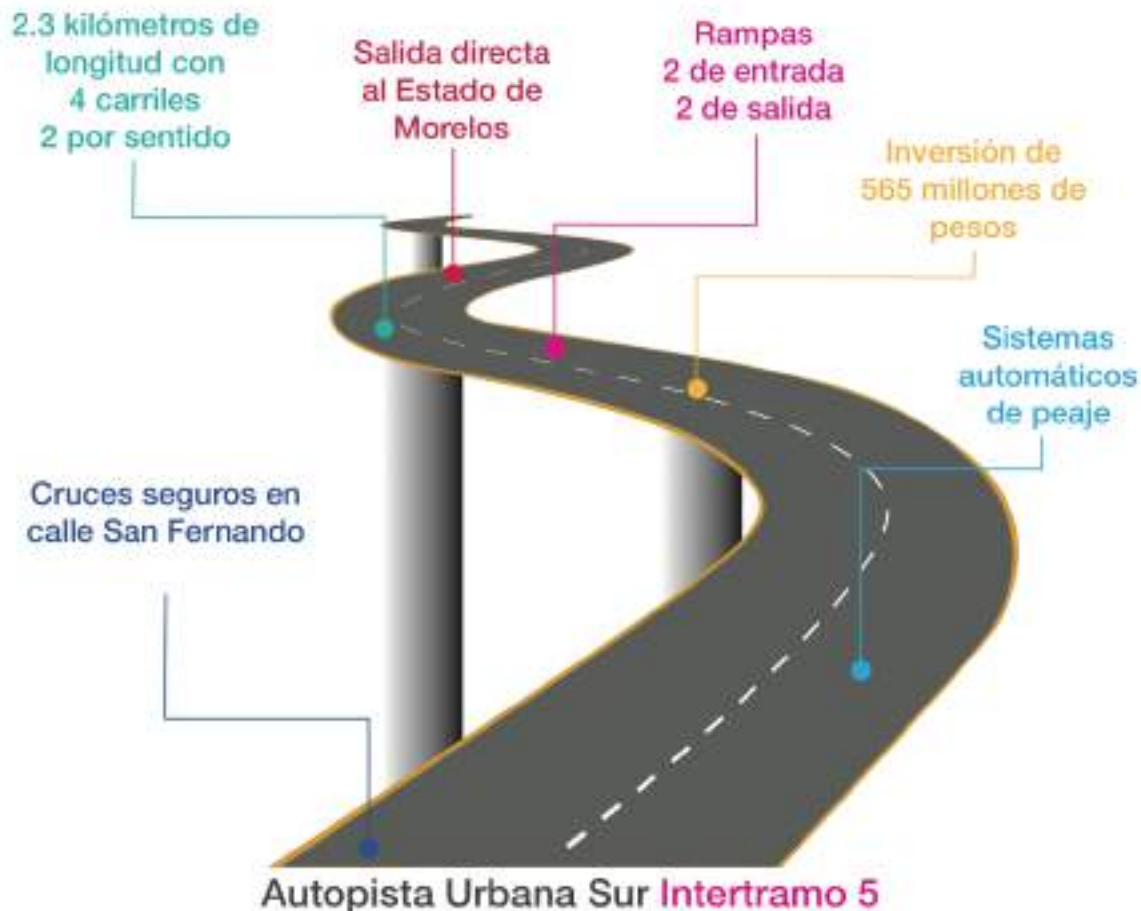 2.3 kilómetros de
longitud con
4 carriles
2 por sentido
Salida directa
al Estado de
Morelos
Rampas
2 de entrada
2 de salida
Inversión de
565 millones de
pesos
Sistemas
automáticos
de peaje
Cruces seguros en
calle San Fernando
Autopista Urbana Sur Intertramo 5